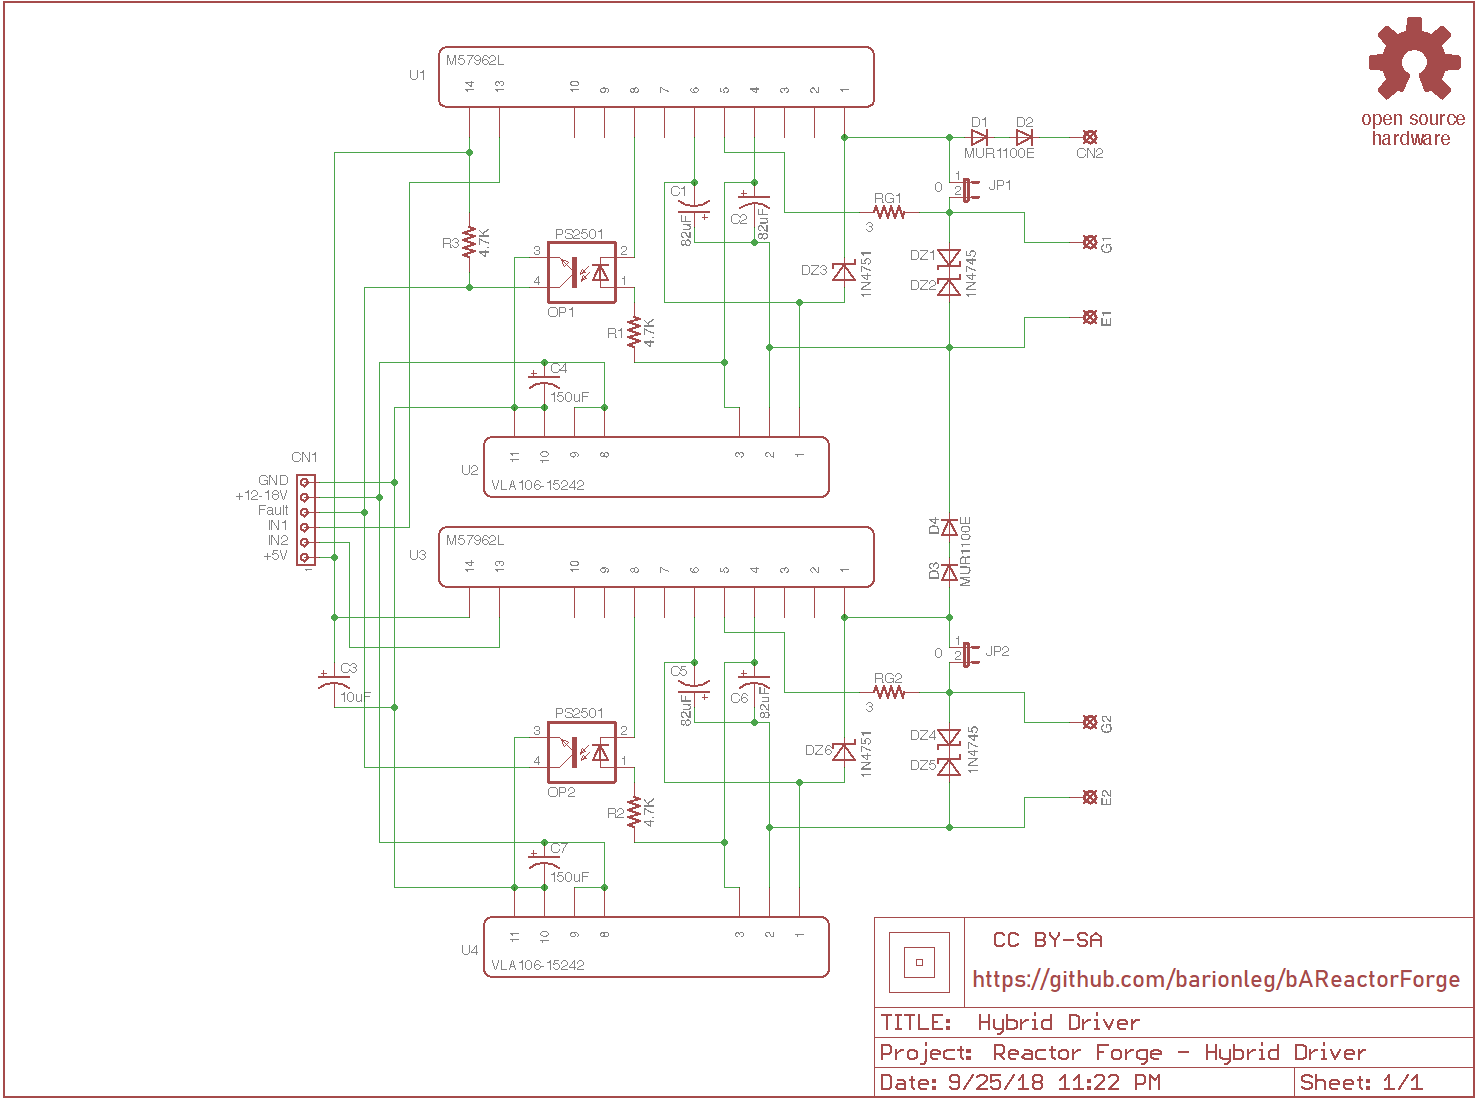 M57962L
U1
14 13 10 9 8 7 6 5 4 3 2 1
open source
hardware
D1 D2
MUR1100E
CN2
1
0 2 JP1
C1
+
82uF
+
C2
82uF
RG1
3
G1
R3
4.7K
PS2501
3 2
4 1
OP1
DZ3
1N4751
DZ1
DZ2
1N4745
R1
4.7K
E1
C4
+
150uF
11 10 9 8 3 2 1
U2
VLA106-15242
CN1
GND
+12-18V
Fault
IN1
IN2
+5V
1
M57962L
U3
14 13 10 9 8 7 6 5 4 3 2 1
D4
D3
MUR1100E
1
0 2 JP2
C3
+
10uF
C5
+
82uF
+
C6
82uF
RG2
3
G2
PS2501
3 2
4 1
OP2
DZ6
1N4751
DZ4
DZ5
1N4745
R2
4.7K
E2
C7
+
150uF
11 10 9 8 3 2 1
U4
VLA106-15242
CC BY-SA
https://github.com/barionleg/bAReactorForge
TITLE: Hybrid Driver
Project: Reactor Forge - Hybrid Driver
Date: 9/25/18 11:22 PM
Sheet: 1/1